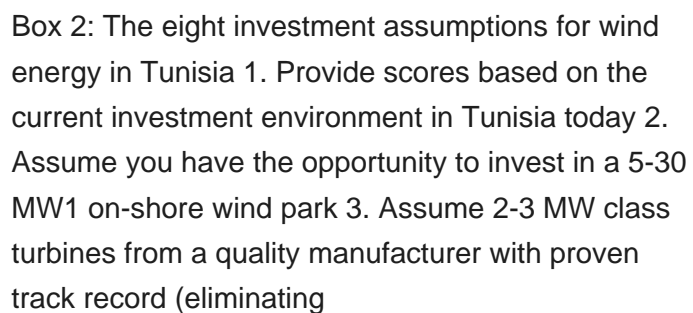 Box 2: The eight investment assumptions for wind
energy in Tunisia 1. Provide scores based on the
current investment environment in Tunisia today 2.
Assume you have the opportunity to invest in a 5-30
MW1 on-shore wind park 3. Assume 2-3 MW class
turbines from a quality manufacturer with proven
track record (eliminating